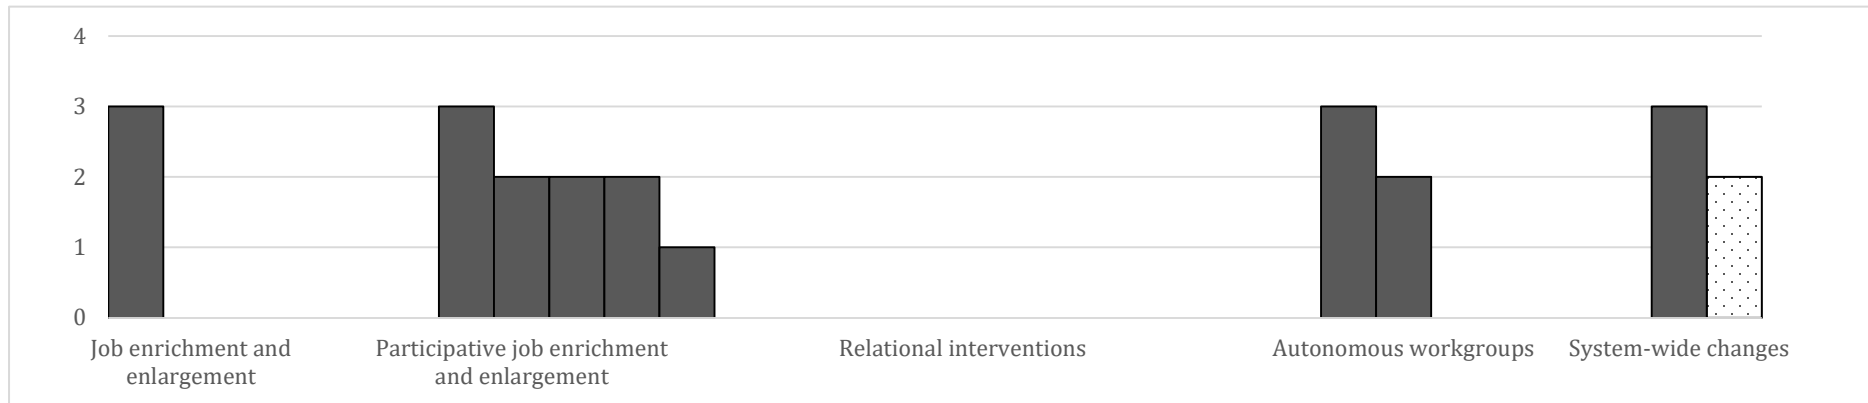 4
3
2
1
0
Job enrichment and
enlargement
Participative job enrichment
and enlargement
Relational interventions
Autonomous workgroups
System-wide changes